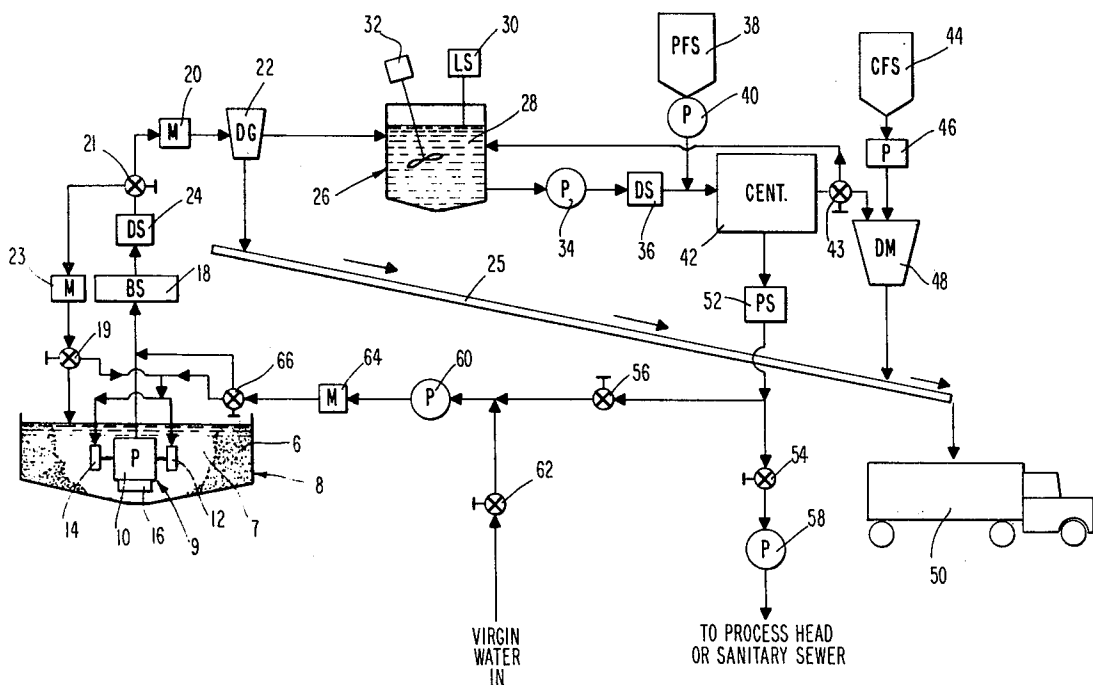 32
30
LS
38
PFS
44
CFS
20
22
M
DG
28
40
P
46
P
21
26
24
DS
P
34
DS
36
CENT.
42
43
DM
48
23
M
18
BS
25
52
PS
19
66
64
M
60
P
56
6
P
14
10
16
9
12
7
8
62
54
P
58
50
VIRGIN
WATER
IN
TO PROCESS HEAD
OR SANITARY SEWER